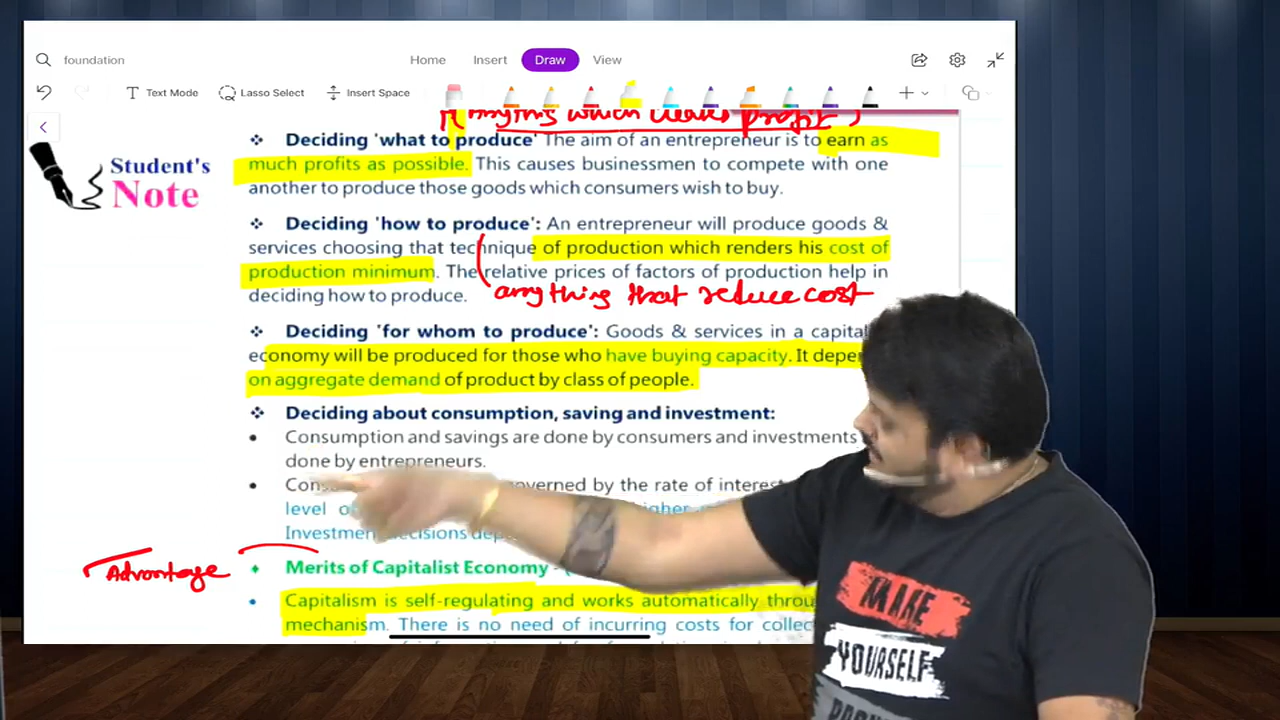 foundation
Home Insert Draw View
Text Mode Lasso Select Insert Space
Anything which creates profit
Student's
Note
❖ Deciding 'what to produce' The aim of an entrepreneur is to earn as
much profits as possible. This causes businessmen to compete with one
another to produce those goods which consumers wish to buy.
❖ Deciding 'how to produce': An entrepreneur will produce goods &
services choosing that technique of production which renders his cost of
production minimum. The relative prices of factors of production help in
deciding how to produce.
anything that reduce cost
❖ Deciding 'for whom to produce': Goods & services in a
economy will be produced for those who have buying capacity. It
on aggregate demand of product by class of people.
❖ Deciding about consumption, saving and investment:
• Consumption and savings are done by consumers and investments
done by entrepreneurs.
• governed by the rate of interest
level
Investment decisions
Advantage
Merits of Capitalist Economy -
• Capitalism is self-regulating and works automatically
mechanism. There is no need of incurring costs for
MAKE
YOURSELF